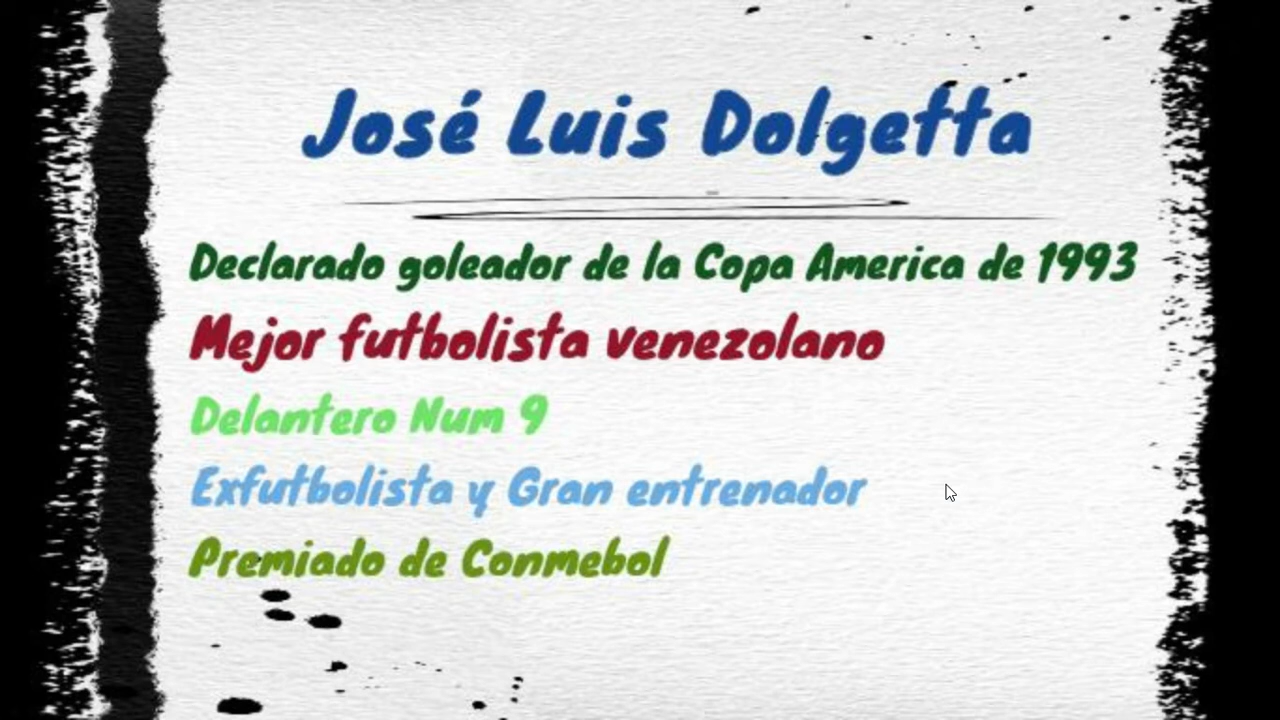 José Luis Dolgetta
Declarado goleador de la Copa America de 1993
Mejor futbolista venezolano
Delantero Num 9
Exfutbolista y Gran entrenador
Premiado de Conmebol